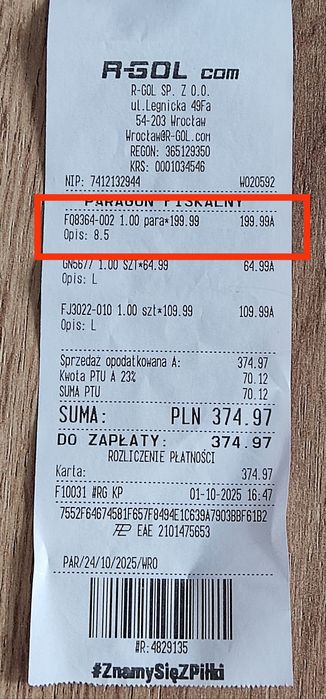 R-GOL com
R-GOL SP. Z O.O.
ul.Legnicka 49Fa
54-203 Wrocław
Wrocław@R-GOL.com
REGON: 365129350
KRS: 0001034546
NIP: 7412132944 W020592
PARAGON FISKALNY
FQ8364-002 1.00 para*199.99 199.99A
Opis: 8.5
GN5677 1.00 SZT*64.99 64.99A
Opis: L
FJ3022-010 1.00 szt*109.99 109.99A
Opis: L
Sprzedaż opodatkowana A: 374.97
Kwota PTU A 23% 70.12
SUMA PTU 70.12
SUMA: PLN 374.97
DO ZAPŁATY: 374.97
ROZLICZENIE PŁATNOŚCI
Karta: 374.97
F10031 #RG KP 01-10-2025 16:47
7552F64674581F657F8494E1C639A7903BBF61B2
EAE 2101475653
PAR/24/10/2025/WRO
#R:4829135
#ZnamySięZPiłki